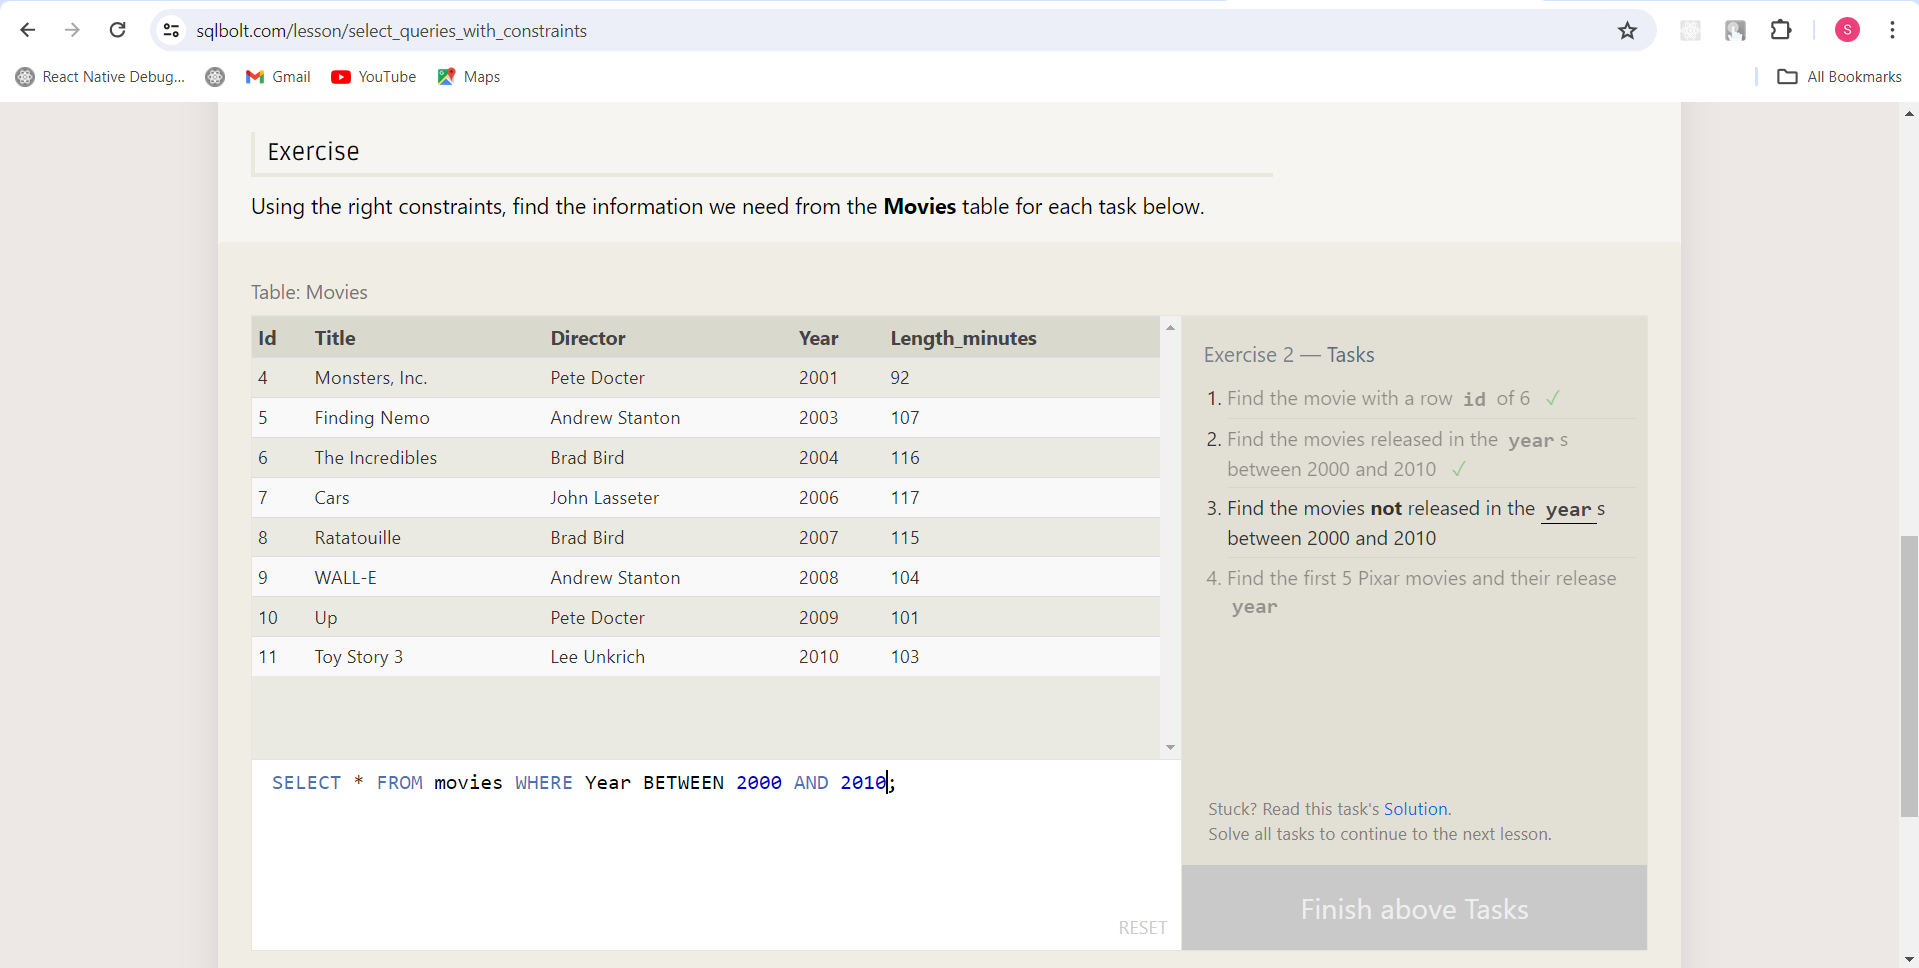 sqlbolt.com/lesson/select_queries_with_constraints
S
React Native Debug...
Gmail
YouTube
Maps
All Bookmarks
Exercise
Using the right constraints, find the information we need from the Movies table for each task below.
Table: Movies
Id Title Director Year Length_minutes
4 Monsters, Inc. Pete Docter 2001 92
5 Finding Nemo Andrew Stanton 2003 107
6 The Incredibles Brad Bird 2004 116
7 Cars John Lasseter 2006 117
8 Ratatouille Brad Bird 2007 115
9 WALL-E Andrew Stanton 2008 104
10 Up Pete Docter 2009 101
11 Toy Story 3 Lee Unkrich 2010 103
SELECT * FROM movies WHERE Year BETWEEN 2000 AND 2010;
RESET
Exercise 2 — Tasks
1. Find the movie with a row id of 6 ✓
2. Find the movies released in the year s
between 2000 and 2010 ✓
3. Find the movies not released in the year s
between 2000 and 2010
4. Find the first 5 Pixar movies and their release
year
Stuck? Read this task's Solution.
Solve all tasks to continue to the next lesson.
Finish above Tasks